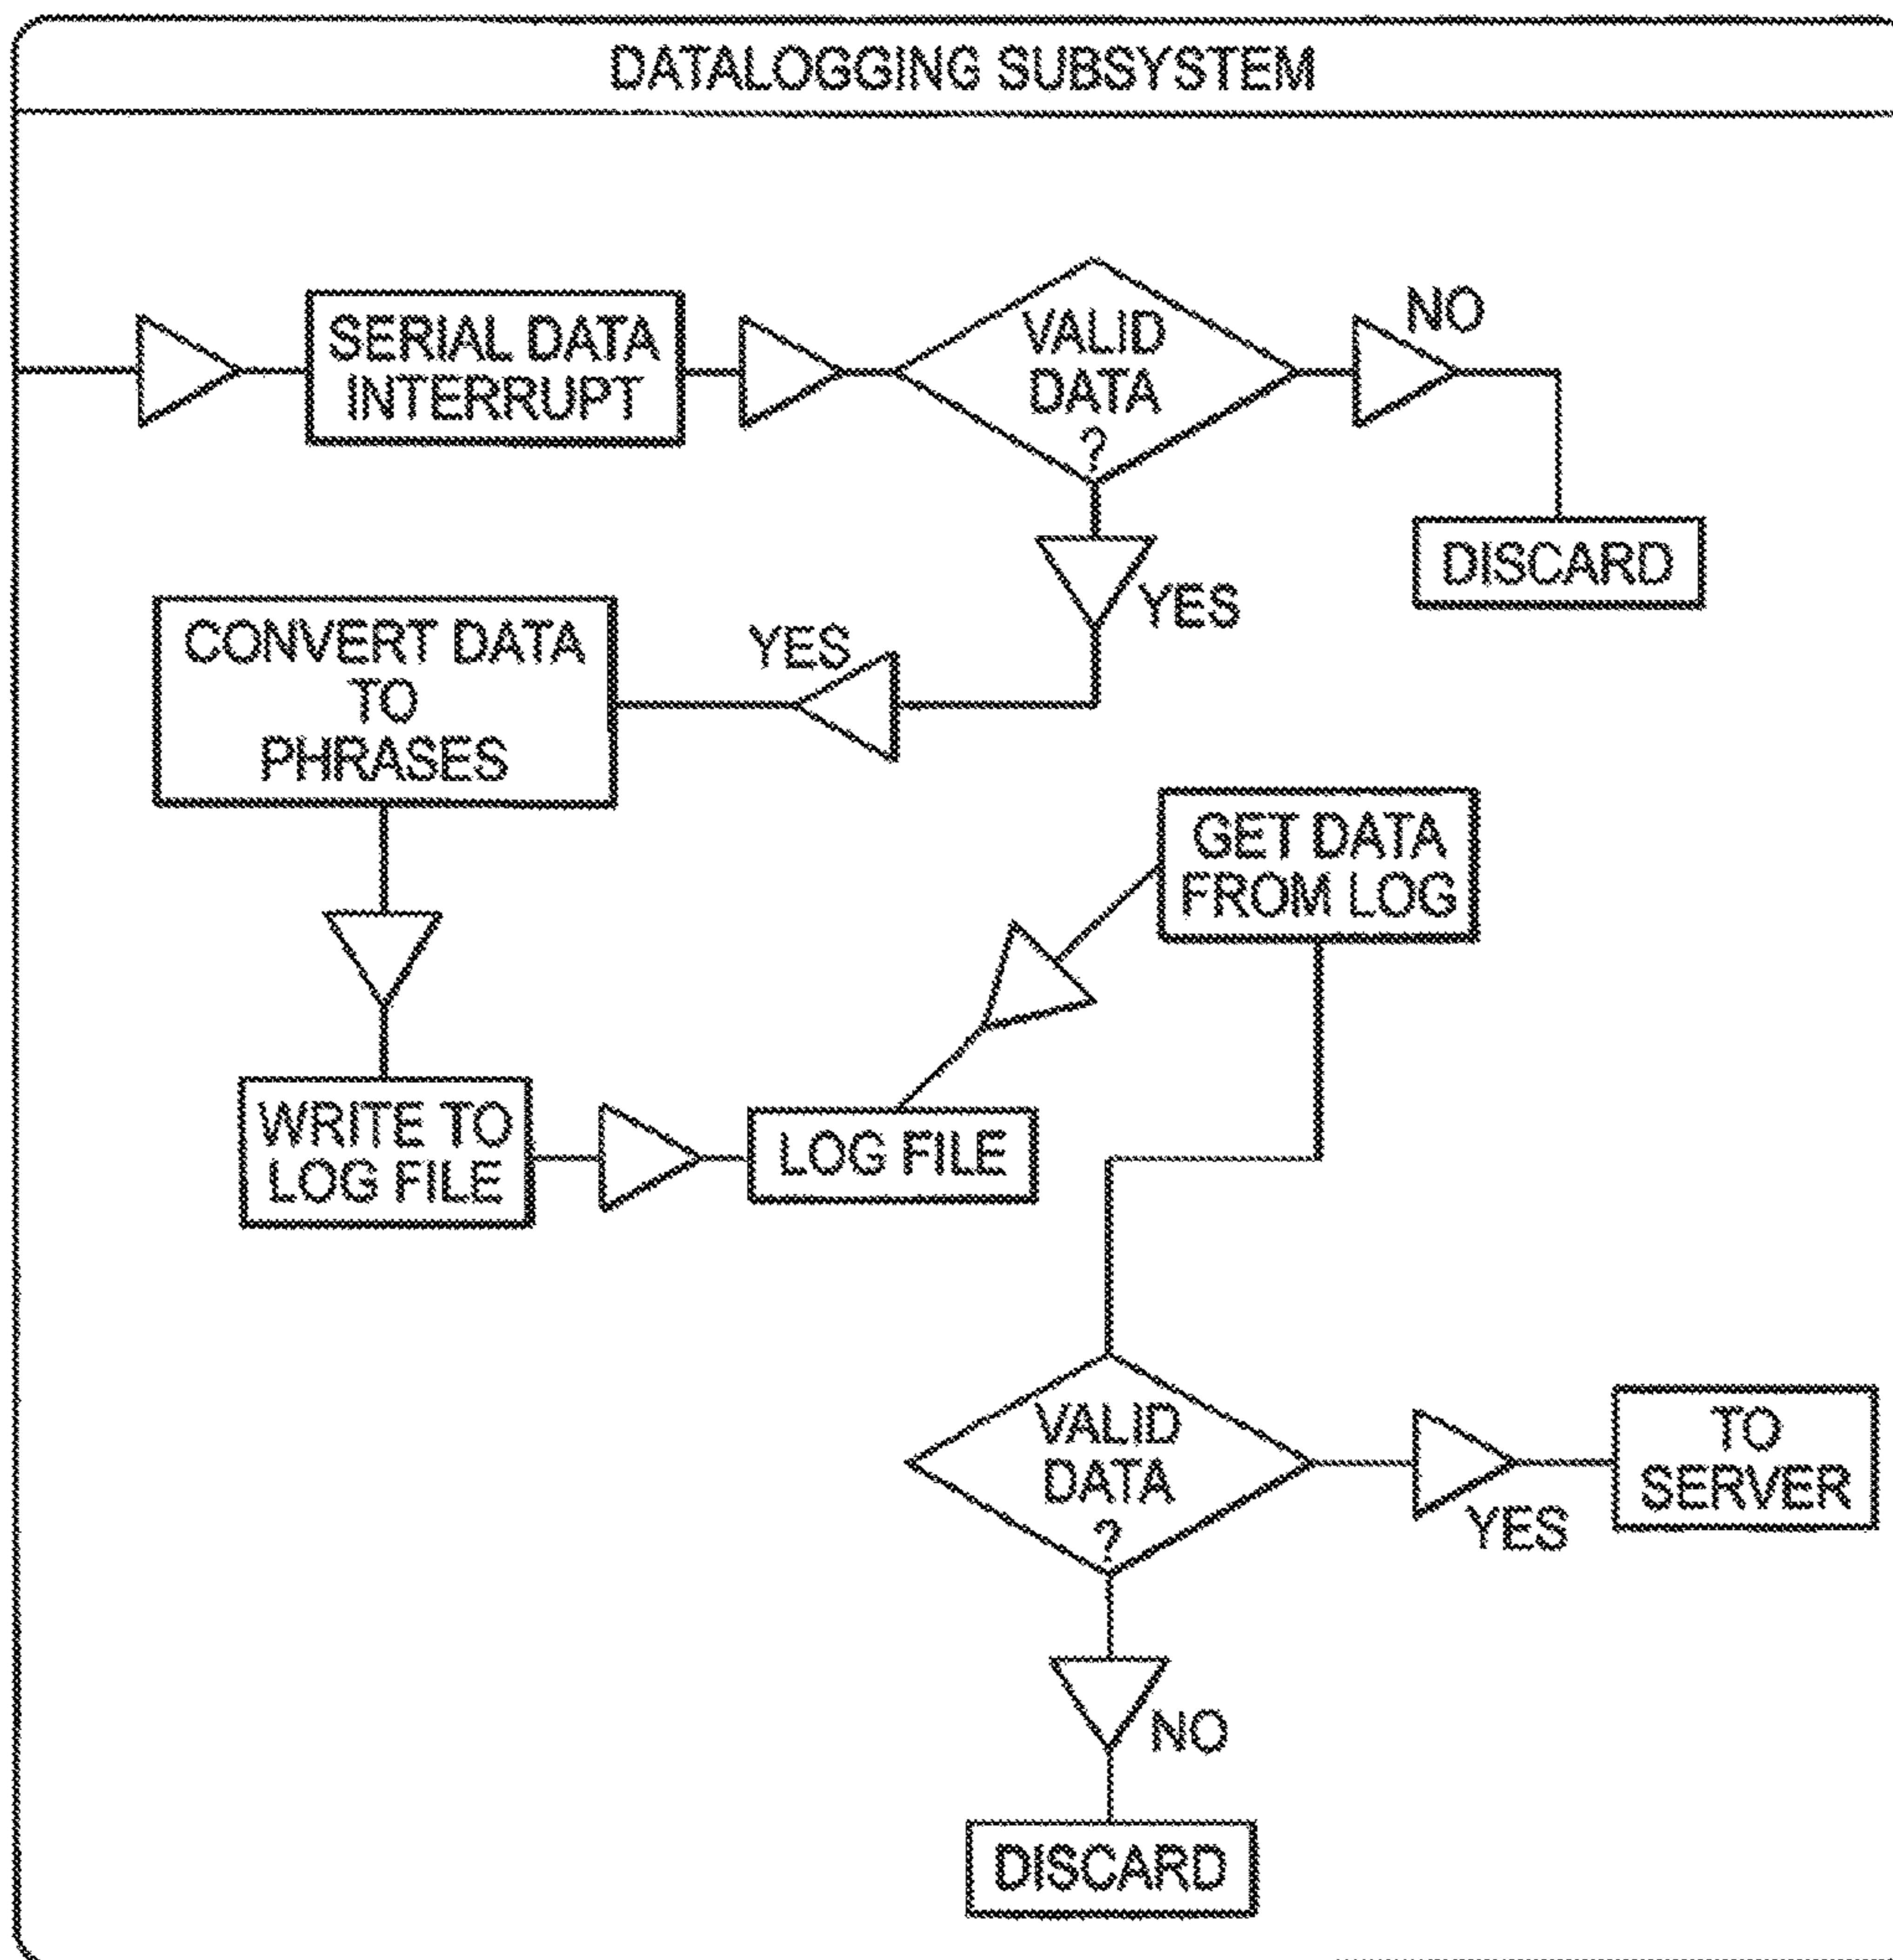 DATALOGGING SUBSYSTEM
SERIAL DATA
INTERRUPT
VALID
DATA
?
NO
DISCARD
YES
YES
CONVERT DATA
TO
PHRASES
GET DATA
FROM LOG
WRITE TO
LOG FILE
LOG FILE
VALID
DATA
?
YES
TO
SERVER
NO
DISCARD